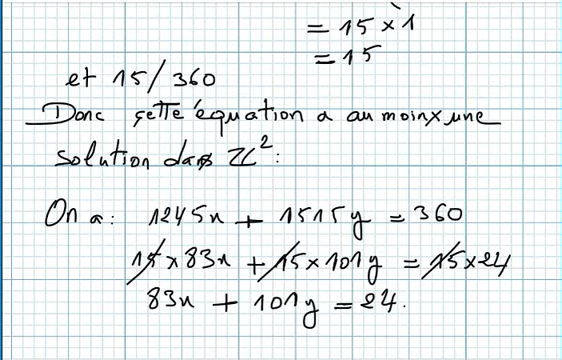 = 15 × 1
= 15
et 15/360
Donc cette équation a au moinx une
solution dans ℤ²:
On a: 1245x + 1515y = 360
15 × 83x + 15 × 101y = 15 × 24
83x + 101y = 24.